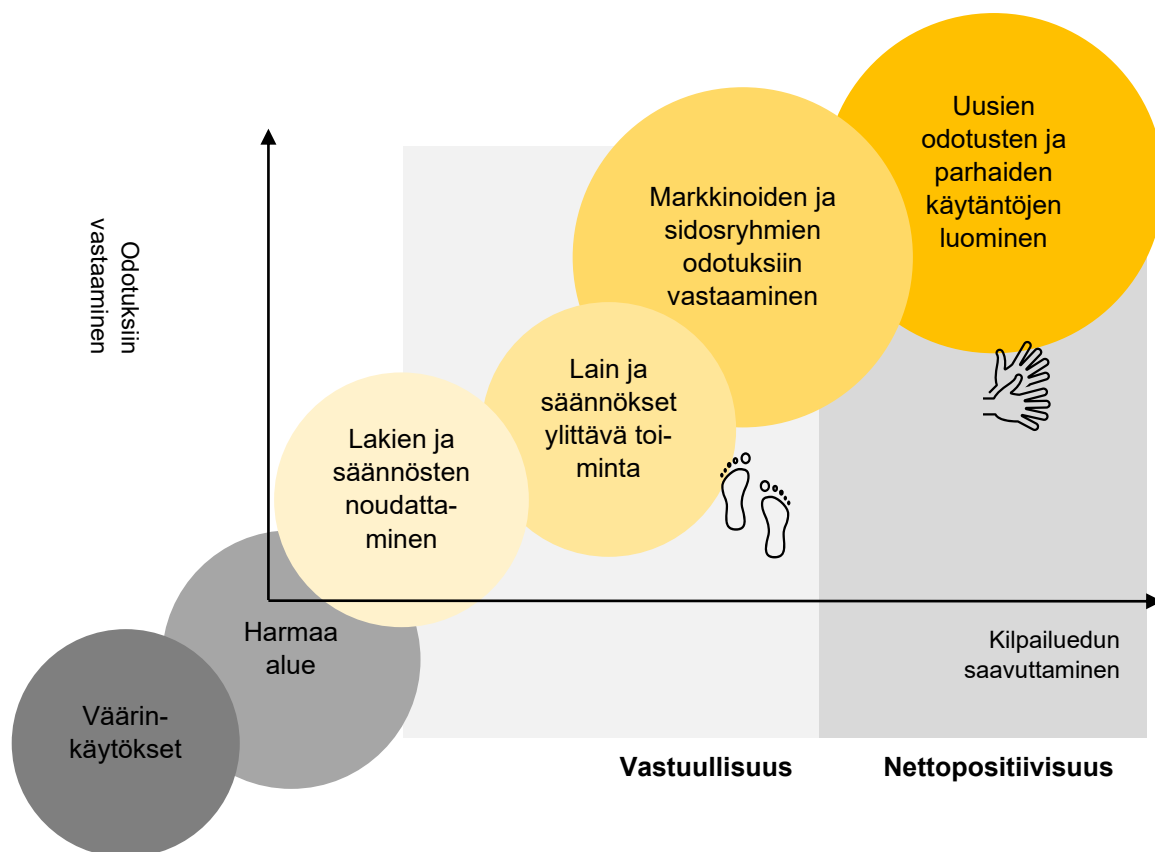 Uusien
odotusten ja
parhaiden
käytäntöjen
luominen
Markkinoiden ja
sidosryhmien
odotuksiin
vastaaminen
Odotuksiin
vastaaminen
Lain ja
säännökset
ylittävä toi-
minta
Lakien ja
säännösten
noudatta-
minen
Harmaa
alue
Kilpailuedun
saavuttaminen
Väärin-
käytökset
Vastuullisuus
Nettopositiivisuus